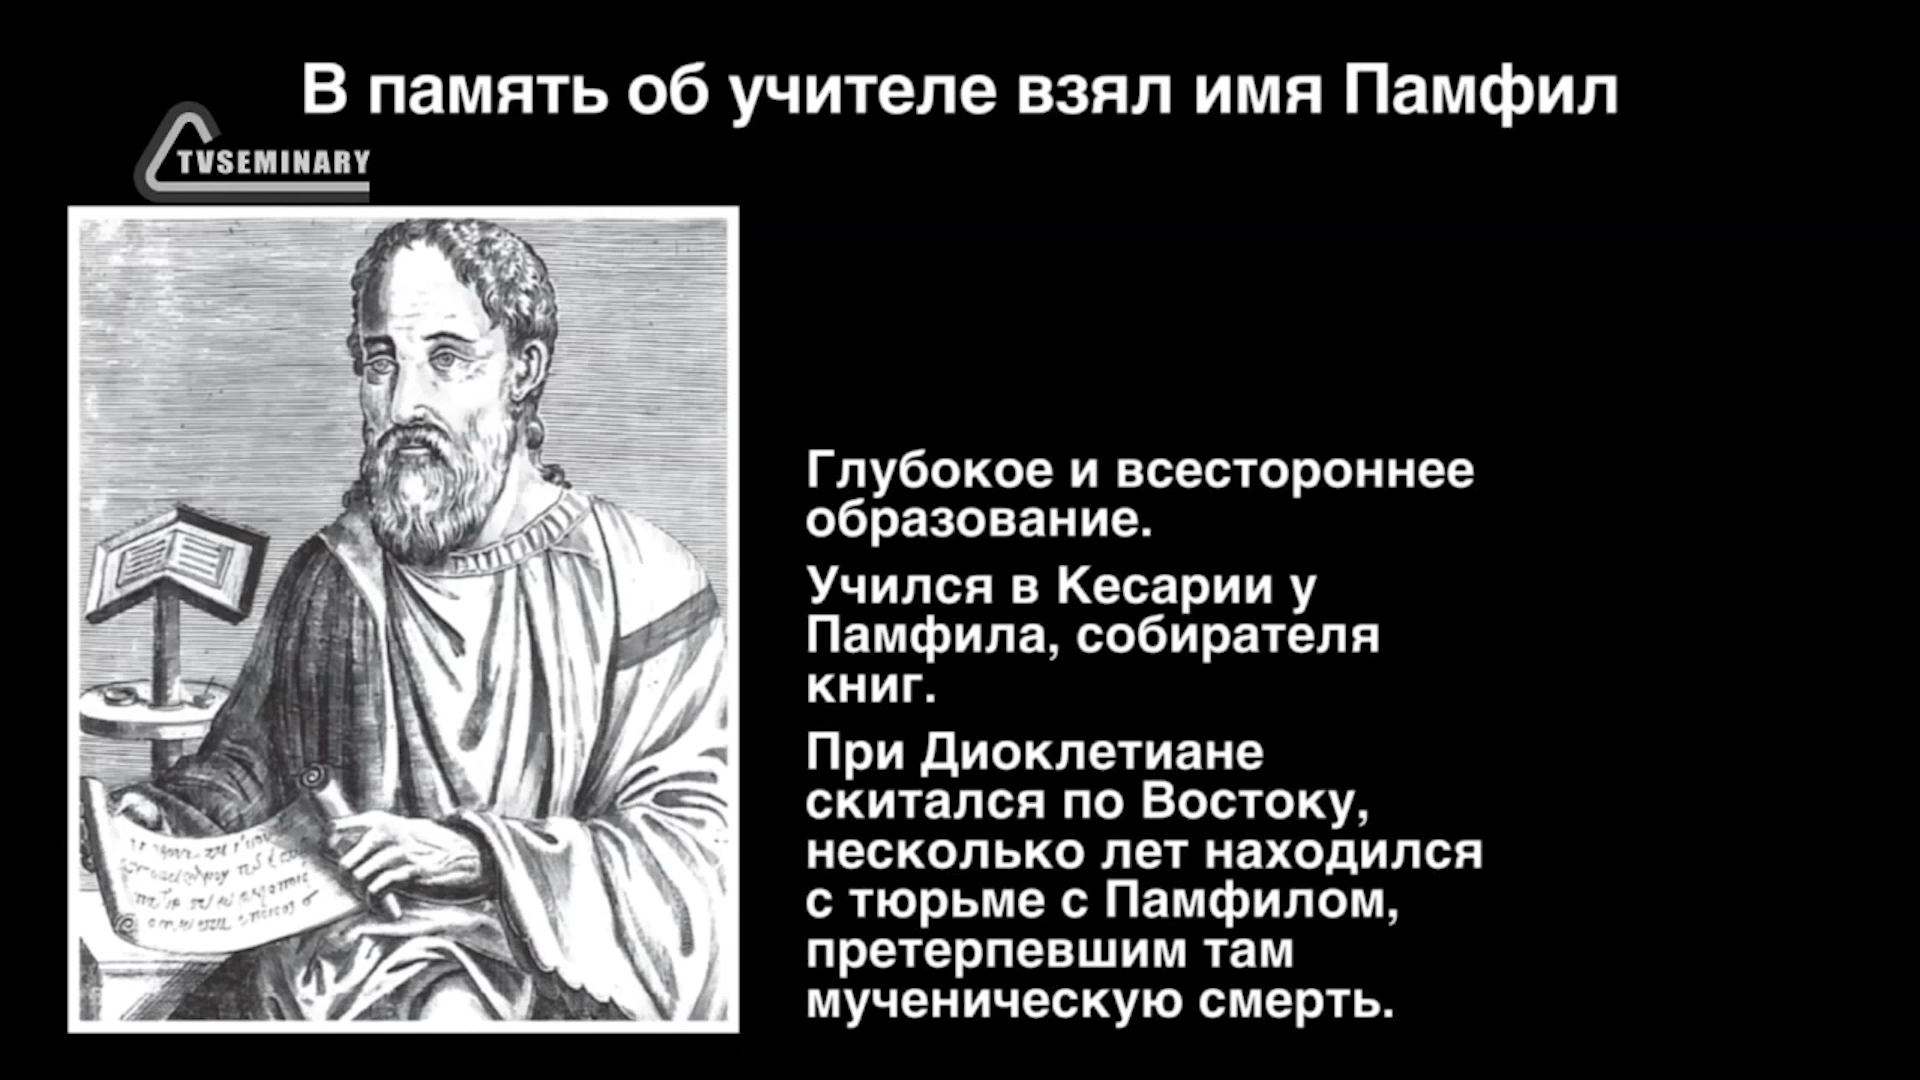 В память об учителе взял имя Памфил
TVSEMINARY
Глубокое и всестороннее
образование.
Учился в Кесарии у
Памфила, собирателя
книг.
При Диоклетиане
скитался по Востоку,
несколько лет находился
с тюрьме с Памфилом,
претерпевшим там
мученическую смерть.